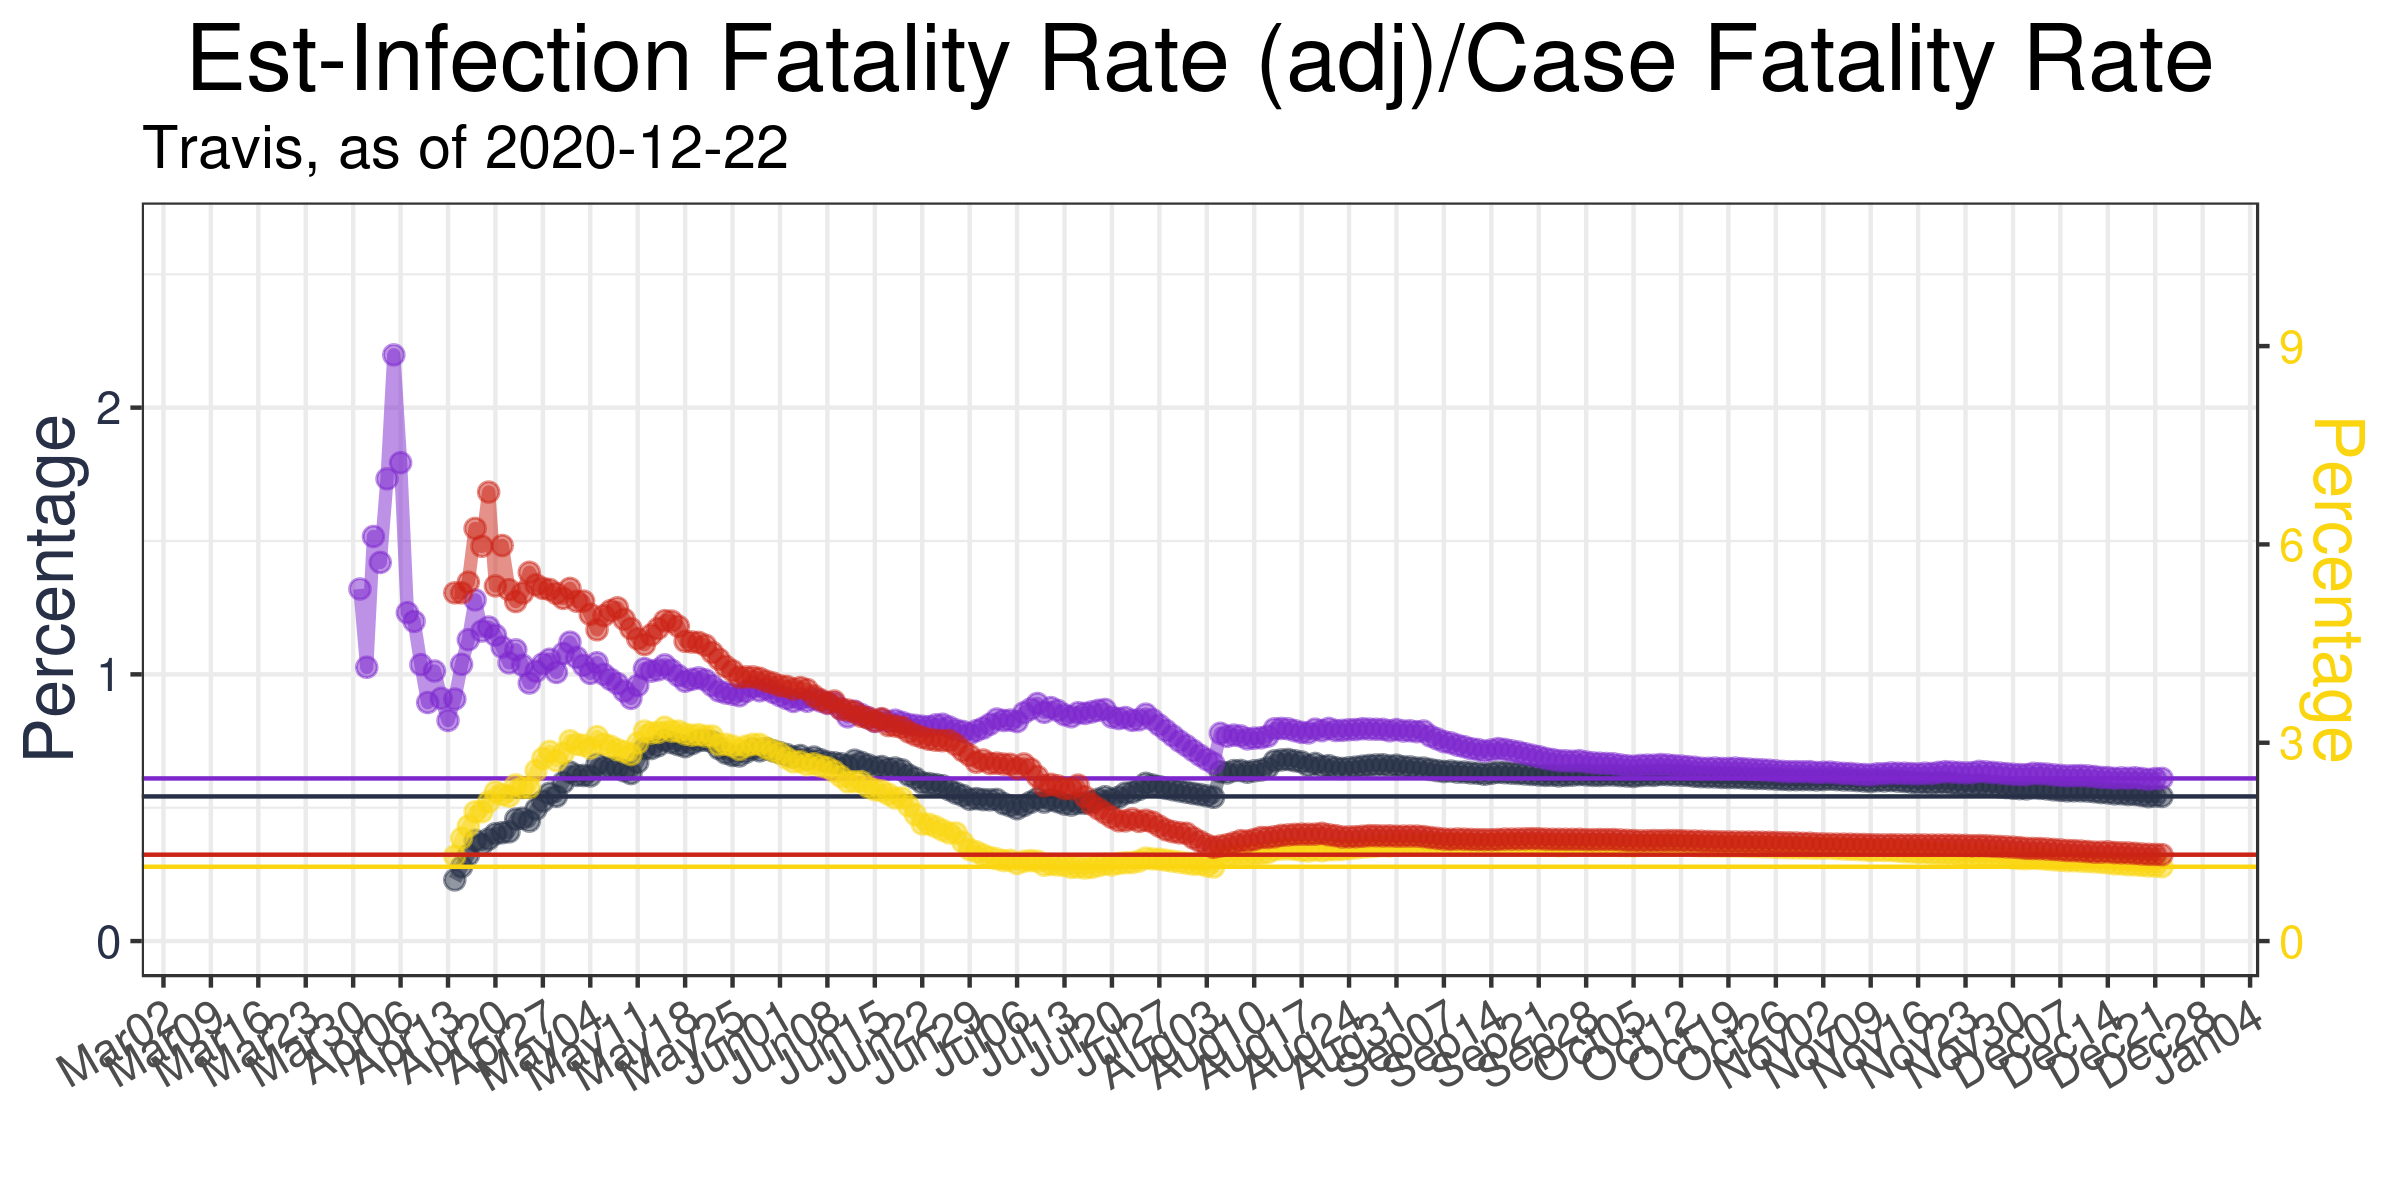 Est-Infection Fatality Rate (adj)/Case Fatality Rate
Travis, as of 2020-12-22
Percentage
2
1
0
9
6
3
0
Percentage
Mar02 Mar09 Mar16 Mar23 Mar30 Apr06 Apr13 Apr20 Apr27 May04 May11 May18 May25 Jun01 Jun08 Jun15 Jun22 Jun29 Jul06 Jul13 Jul20 Jul27 Aug03 Aug10 Aug17 Aug24 Aug31 Sep07 Sep14 Sep21 Sep28 Oct05 Oct12 Oct19 Oct26 Nov02 Nov09 Nov16 Nov23 Nov30 Dec07 Dec14 Dec21 Dec28 Jan04